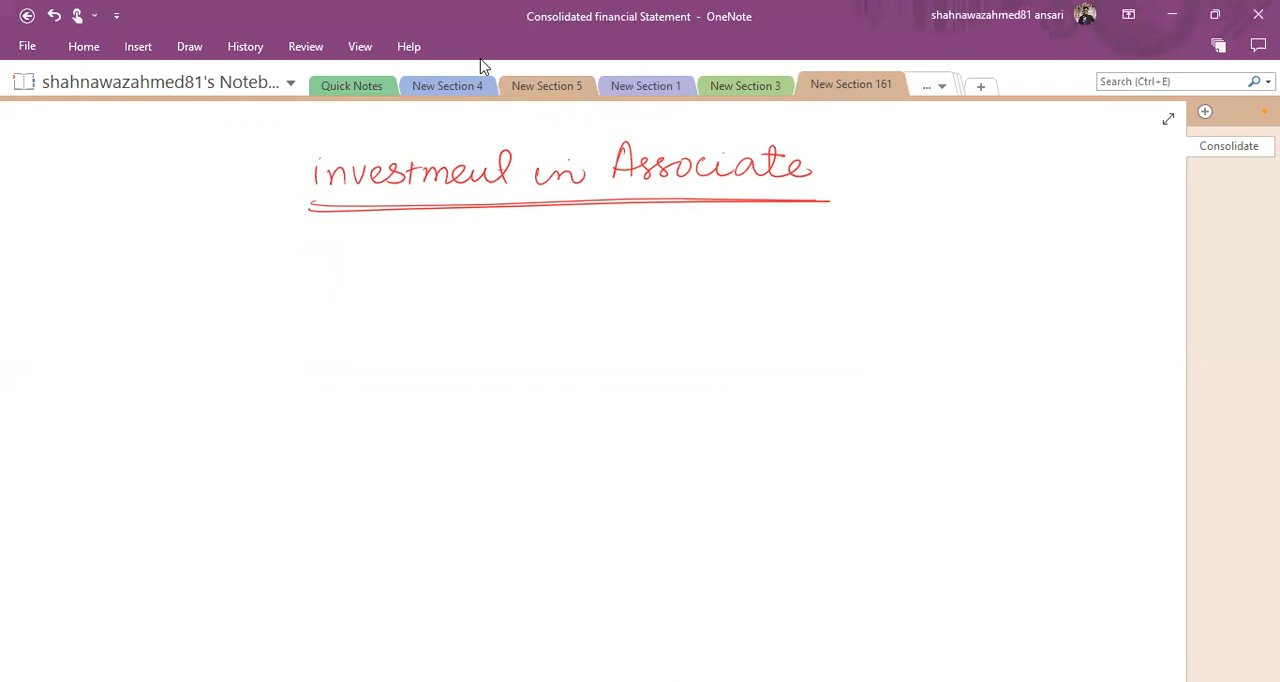 Consolidated financial Statement - OneNote
shahnawazahmed81 ansari
File Home Insert Draw History Review View Help
shahnawazahmed81's Noteb...
Quick Notes New Section 4 New Section 5 New Section 1 New Section 3 New Section 161 ... +
Search (Ctrl+E)
Consolidate
investment in Associate